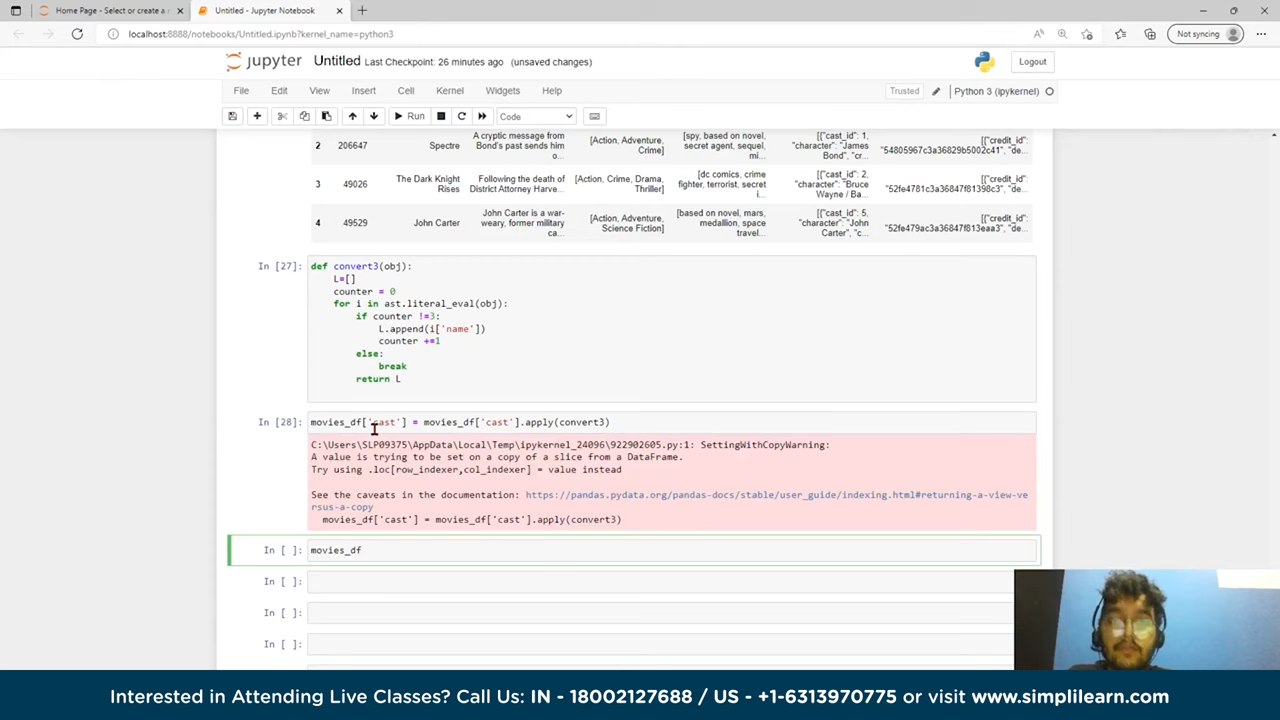 Home Page - Select or create a n
Untitled - Jupyter Notebook
localhost:8888/notebooks/Untitled.ipynb?kernel_name=python3
Not syncing
jupyter Untitled Last Checkpoint: 26 minutes ago (unsaved changes)
Logout
File Edit View Insert Cell Kernel Widgets Help
Trusted
Python 3 (ipykernel)
Run
Code
2 206647 Spectre A cryptic message from Bond's past sends him o... [Action, Adventure, Crime] [spy, based on novel, secret agent, sequel, mi... [{"cast_id": 1, "character": "James Bond", "cr... [{"credit_id": "54805967c3a36829b5002c41", "de...
3 49026 The Dark Knight Rises Following the death of District Attorney Harve... [Action, Crime, Drama, Thriller] [dc comics, crime fighter, terrorist, secret i... [{"cast_id": 2, "character": "Bruce Wayne / Ba... [{"credit_id": "52fe4781c3a36847f81398c3", "de...
4 49529 John Carter John Carter is a war-weary, former military ca... [Action, Adventure, Science Fiction] [based on novel, mars, medallion, space travel... [{"cast_id": 5, "character": "John Carter", "c... [{"credit_id": "52fe479ac3a36847f813eaa3", "de...
In [27]:
def convert3(obj):
L=[]
counter = 0
for i in ast.literal_eval(obj):
if counter !=3:
L.append(i['name'])
counter +=1
else:
break
return L
In [28]: movies_df['cast'] = movies_df['cast'].apply(convert3)
C:\Users\SLP09375\AppData\Local\Temp\ipykernel_24096\922902605.py:1: SettingWithCopyWarning:
A value is trying to be set on a copy of a slice from a DataFrame.
Try using .loc[row_indexer,col_indexer] = value instead
See the caveats in the documentation: https://pandas.pydata.org/pandas-docs/stable/user_guide/indexing.html#returning-a-view-ve
rsus-a-copy
movies_df['cast'] = movies_df['cast'].apply(convert3)
In [ ]: movies_df
In [ ]:
In [ ]:
In [ ]:
Interested in Attending Live Classes? Call Us: IN - 18002127688 / US - +1-6313970775 or visit www.simplilearn.com